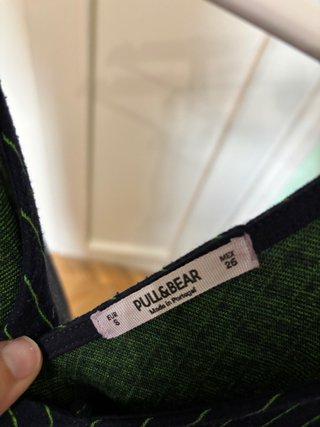 EUR
S
PULL&BEAR
Made in Portugal
MEX
26